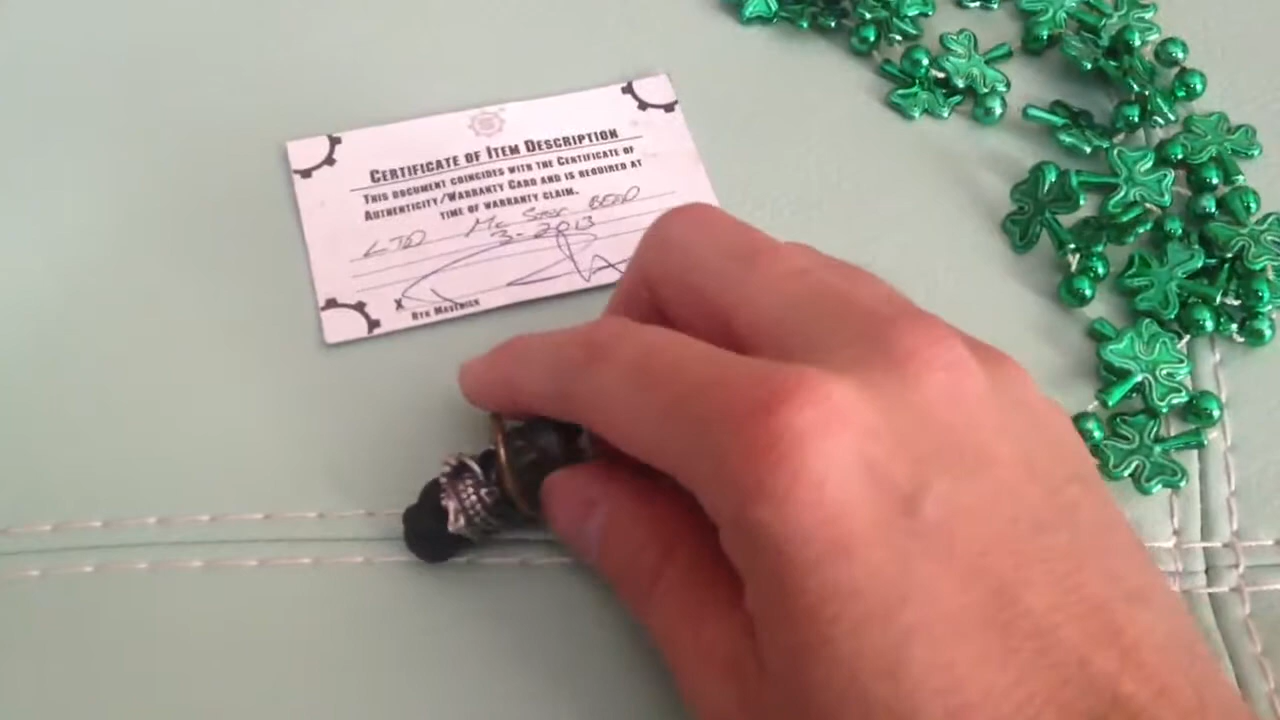 CERTIFICATE OF ITEM DESCRIPTION
THIS DOCUMENT COINCIDES WITH THE CERTIFICATE OF
AUTHENTICITY/WARRANTY CARD AND IS REQUIRED AT
TIME OF WARRANTY CLAIM.
LTD
3-2013
X
RYK MAVERICK